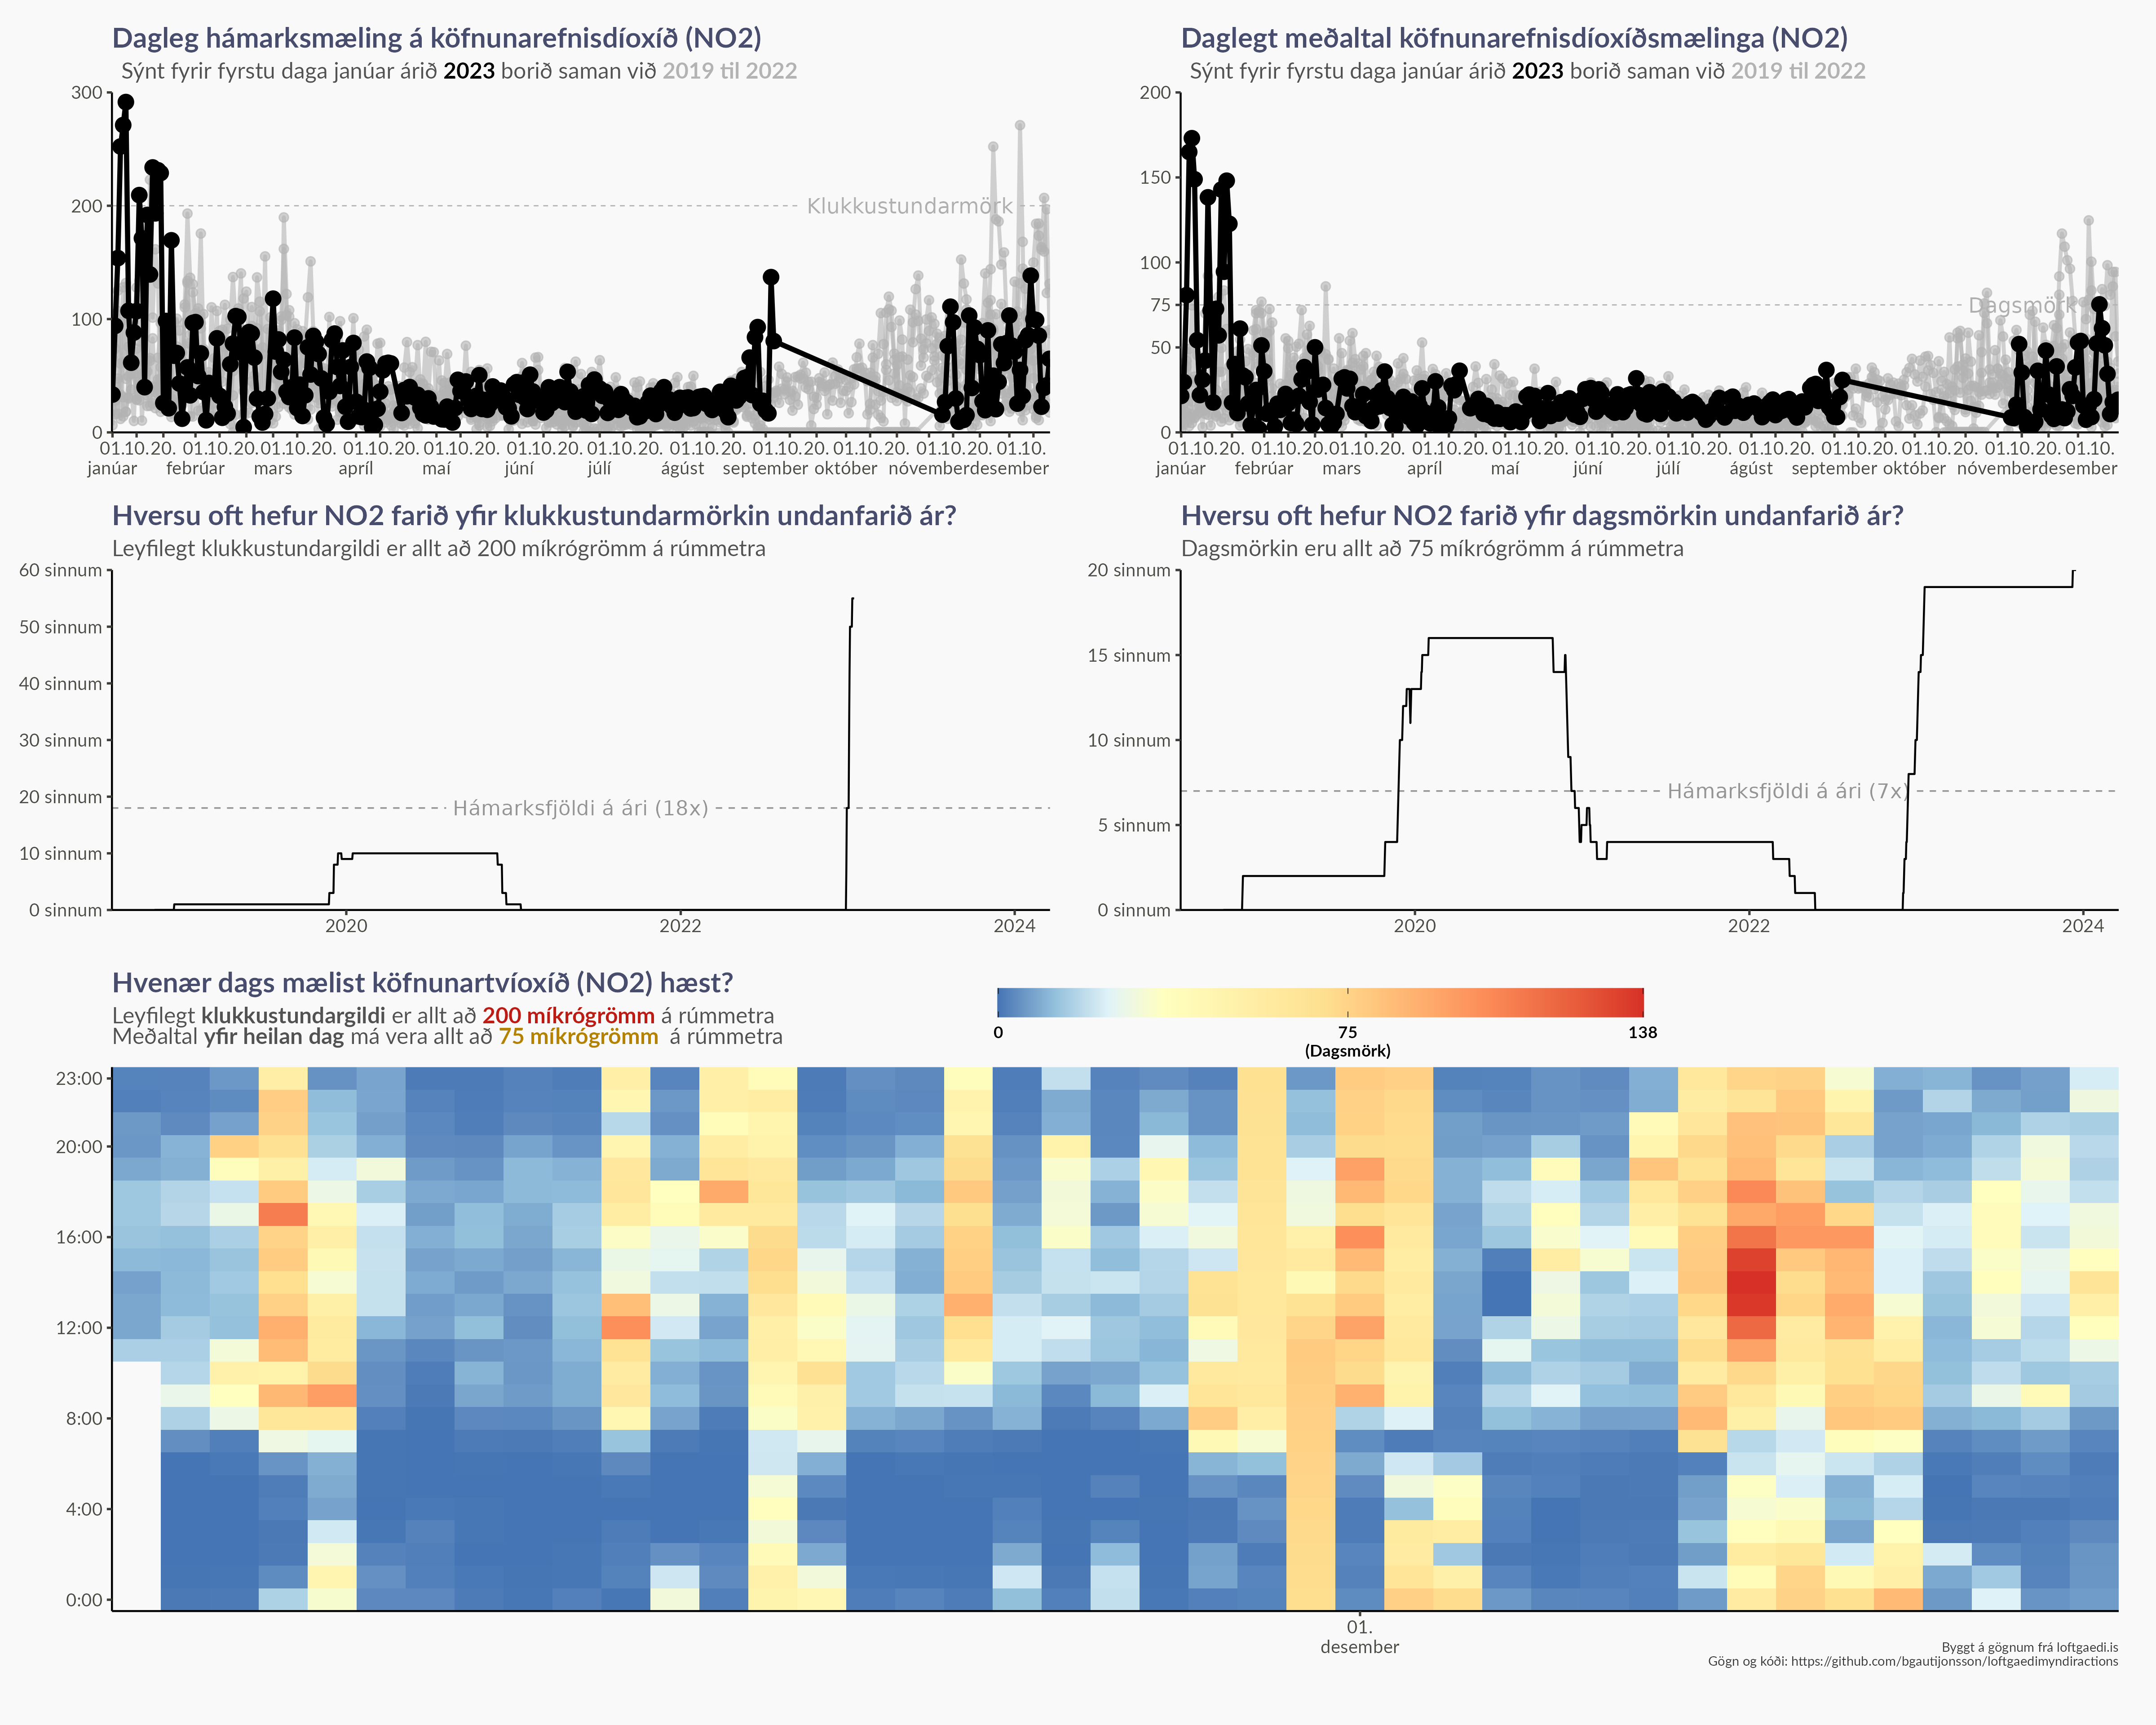 Dagleg hámarksmæling á köfnunarefnisdíoxíð (NO2)
Sýnt fyrir fyrstu daga janúar árið 2023 borið saman við 2019 til 2022
300
200
100
0
Klukkustundarmörk
01.10.20. 01.10.20. 01.10.20. 01.10.20. 01.10.20. 01.10.20. 01.10.20. 01.10.20. 01.10.20. 01.10.20. 01.10.20. 01.10.
janúar febrúar mars apríl maí júní júlí ágúst september október nóvember desember
Daglegt meðaltal köfnunarefnisdíoxíðsmælinga (NO2)
Sýnt fyrir fyrstu daga janúar árið 2023 borið saman við 2019 til 2022
200
150
100
75
50
0
Dagsmörk
01.10.20. 01.10.20. 01.10.20. 01.10.20. 01.10.20. 01.10.20. 01.10.20. 01.10.20. 01.10.20. 01.10.20. 01.10.20. 01.10.
janúar febrúar mars apríl maí júní júlí ágúst september október nóvember desember
Hversu oft hefur NO2 farið yfir klukkustundarmörkin undanfarið ár?
Leyfilegt klukkustundargildi er allt að 200 míkrógrömm á rúmmetra
60 sinnum
50 sinnum
40 sinnum
30 sinnum
20 sinnum
10 sinnum
0 sinnum
Hámarksfjöldi á ári (18x)
2020 2022 2024
Hversu oft hefur NO2 farið yfir dagsmörkin undanfarið ár?
Dagsmörkin eru allt að 75 míkrógrömm á rúmmetra
20 sinnum
15 sinnum
10 sinnum
5 sinnum
0 sinnum
Hámarksfjöldi á ári (7x)
2020 2022 2024
Hvenær dags mælist köfnunartvíoxíð (NO2) hæst?
Leyfilegt klukkustundargildi er allt að 200 míkrógrömm á rúmmetra
Meðaltal yfir heilan dag má vera allt að 75 míkrógrömm á rúmmetra
0 75 138
(Dagsmörk)
23:00
20:00
16:00
12:00
8:00
4:00
0:00
01.
desember
Byggt á gögnum frá loftgaedi.is
Gögn og kóði: https://github.com/bgautijonsson/loftgaedimyndiractions